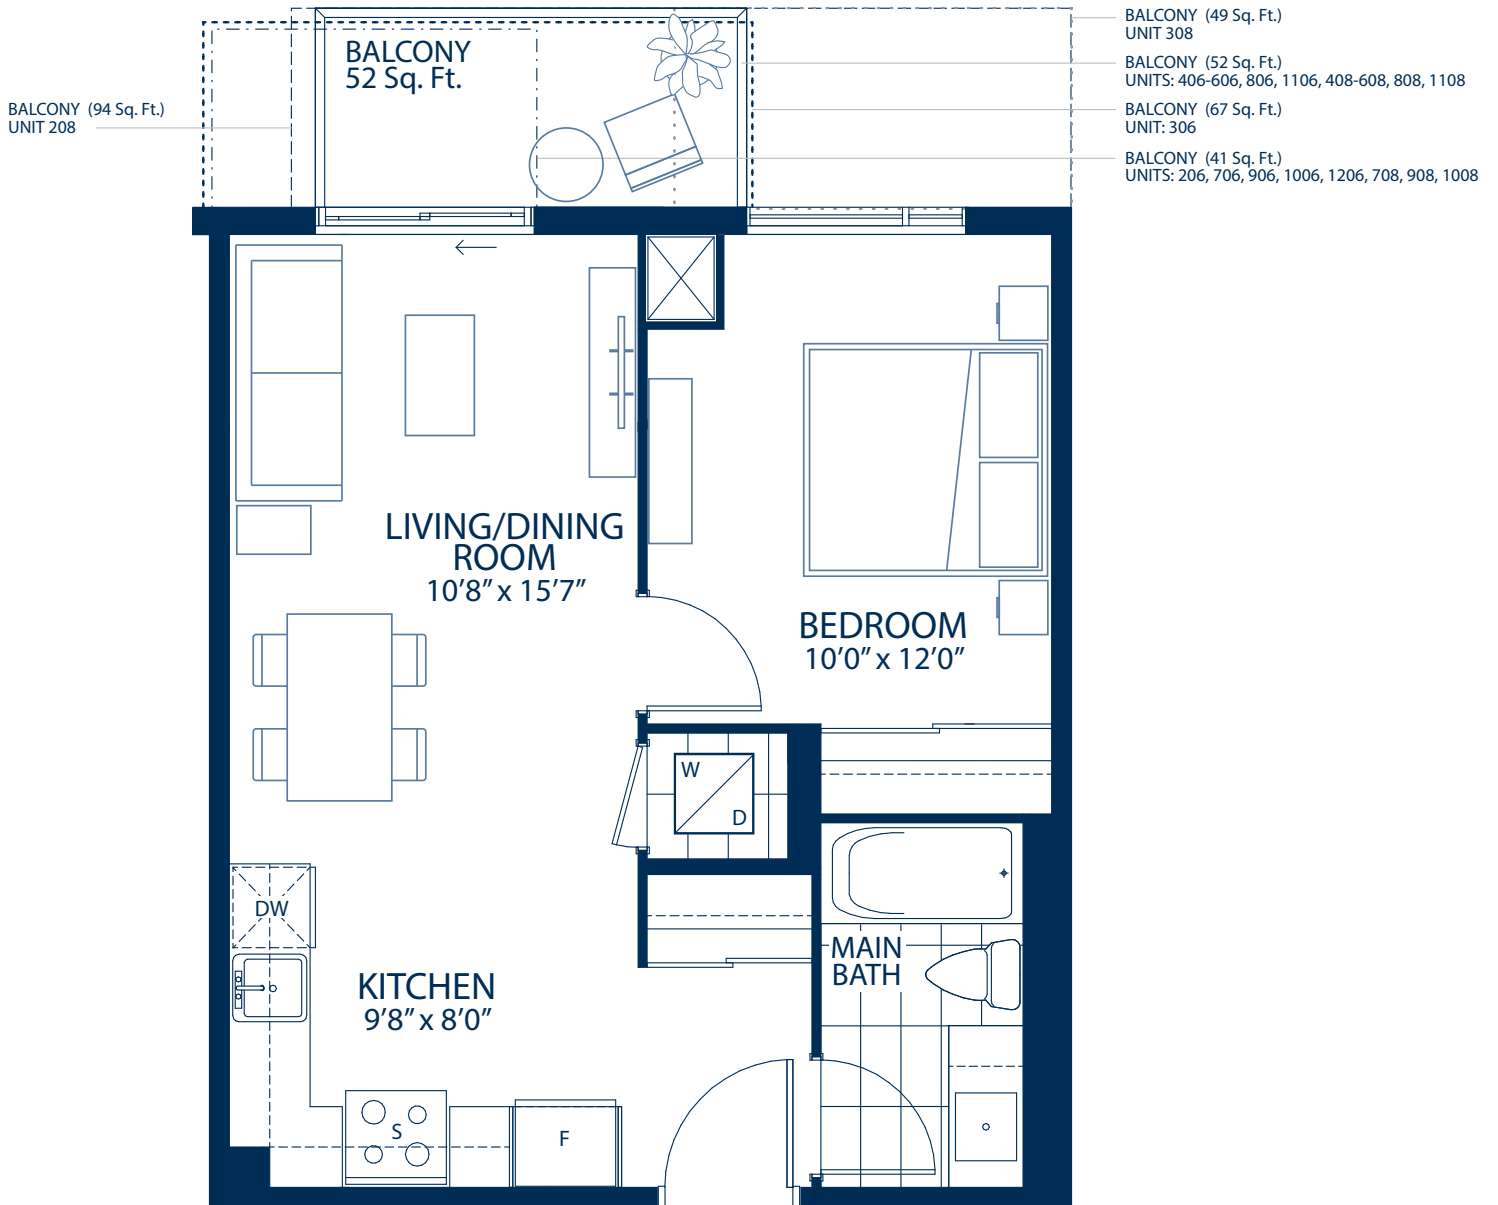 BALCONY (49 Sq. Ft.)
UNIT 308
BALCONY
52 Sq. Ft.
BALCONY (52 Sq. Ft.)
UNITS: 406-606, 806, 1106, 408-608, 808, 1108
BALCONY (94 Sq. Ft.)
UNIT 208
BALCONY (67 Sq. Ft.)
UNIT: 306
BALCONY (41 Sq. Ft.)
UNITS: 206, 706, 906, 1006, 1206, 708, 908, 1008
LIVING/DINING
ROOM
10’8” x 15’7”
BEDROOM
10’0” x 12’0”
W
D
DW
MAIN
BATH
KITCHEN
9’8” x 8’0”
S
F